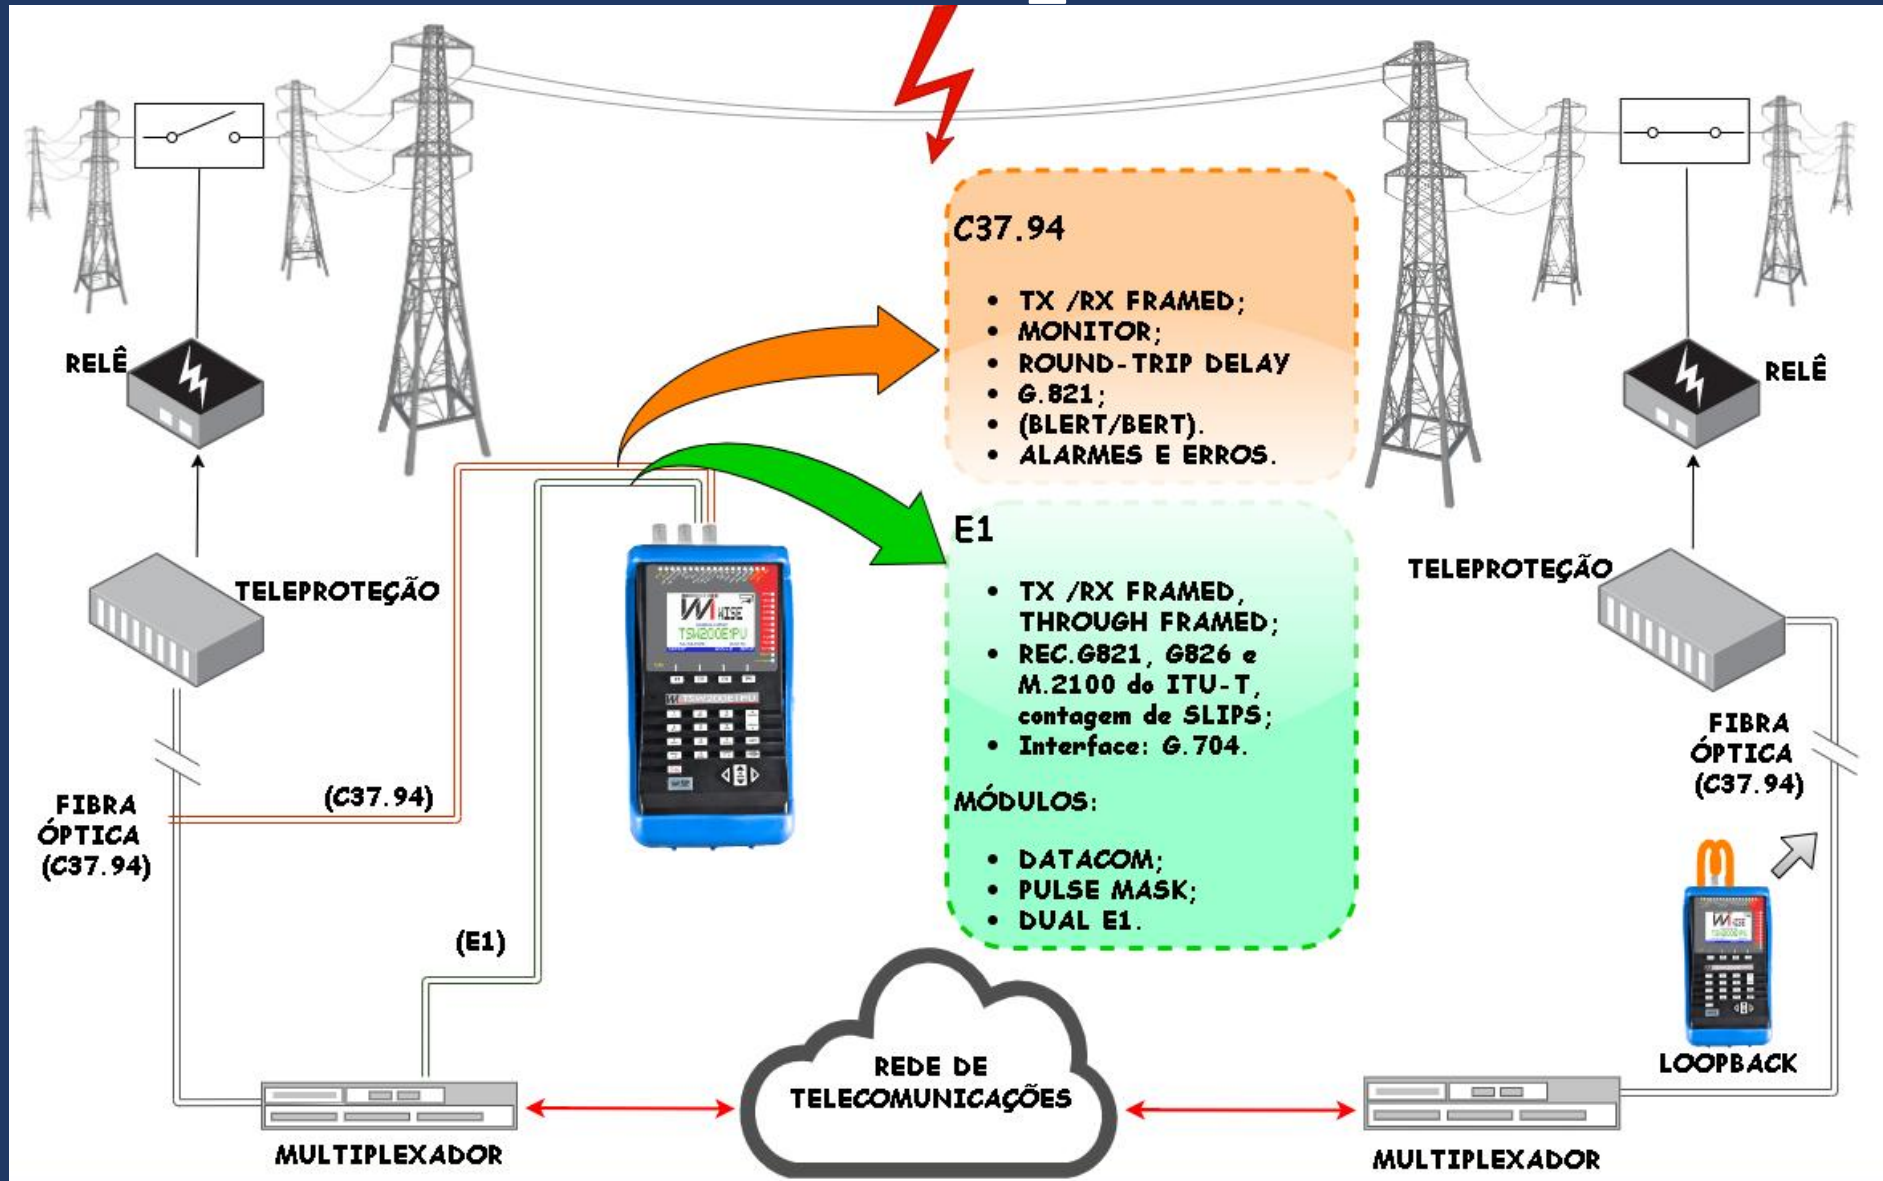 C37.94
• TX /RX FRAMED;
• MONITOR;
• ROUND-TRIP DELAY
• G.821;
• (BLERT/BERT).
• ALARMES E ERROS.
RELÊ
RELÊ
E1
• TX /RX FRAMED,
THROUGH FRAMED;
• REC.G821, G826 e
M.2100 do ITU-T,
contagem de SLIPS;
• Interface: G.704.
MÓDULOS:
• DATACOM;
• PULSE MASK;
• DUAL E1.
TELEPROTEÇÃO
TELEPROTEÇÃO
WISE
TSW200E1PU
FIBRA
ÓPTICA
(C37.94)
(C37.94)
(E1)
FIBRA
ÓPTICA
(C37.94)
LOOPBACK
REDE DE
TELECOMUNICAÇÕES
MULTIPLEXADOR
MULTIPLEXADOR